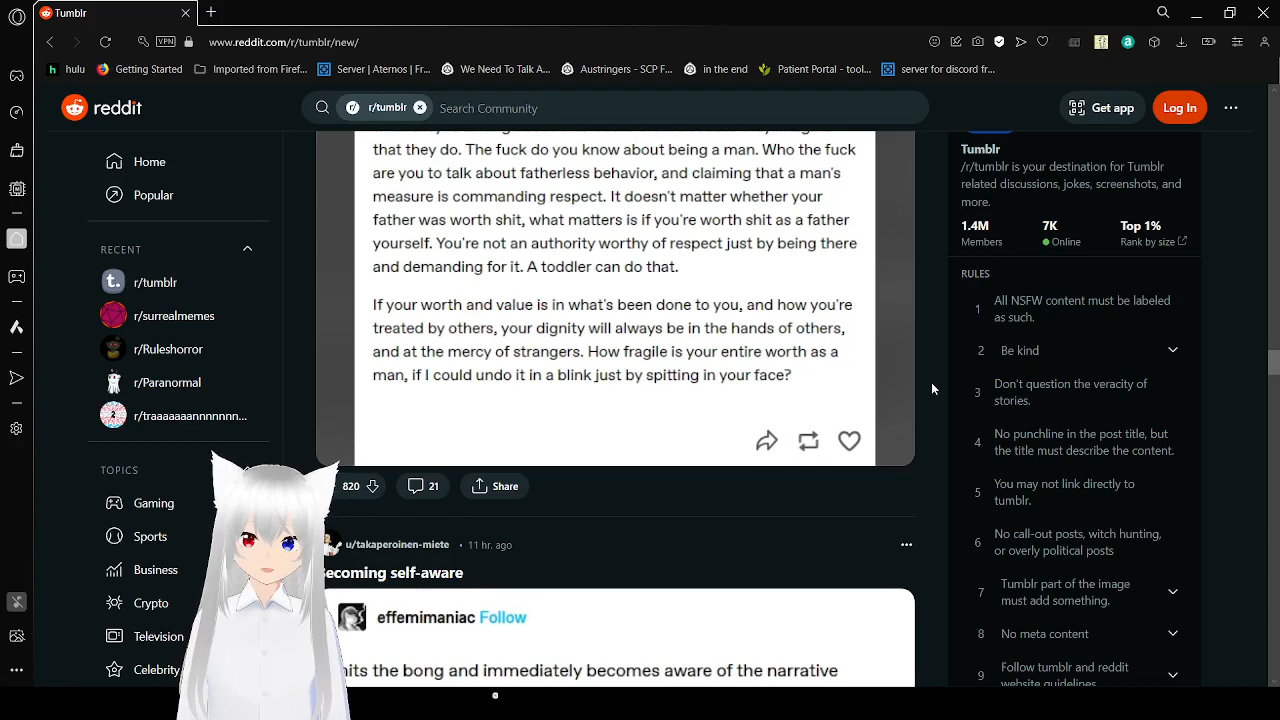 Tumblr
VPN
www.reddit.com/r/tumblr/new/
hulu
Getting Started
Imported from Firef...
Server | Aternos | Fr...
We Need To Talk A...
Austringers - SCP F...
in the end
Patient Portal - tool...
server for discord fr...
reddit
r/ r/tumblr
Search Community
Get app
Log In
Home
Popular
RECENT
r/tumblr
r/surrealmemes
r/Ruleshorror
r/Paranormal
r/traaaaaaannnnnnn...
TOPICS
Gaming
Sports
Business
Crypto
Television
Celebrity
that they do. The fuck do you know about being a man. Who the fuck
are you to talk about fatherless behavior, and claiming that a man's
measure is commanding respect. It doesn't matter whether your
father was worth shit, what matters is if you're worth shit as a father
yourself. You're not an authority worthy of respect just by being there
and demanding for it. A toddler can do that.
If your worth and value is in what's been done to you, and how you're
treated by others, your dignity will always be in the hands of others,
and at the mercy of strangers. How fragile is your entire worth as a
man, if I could undo it in a blink just by spitting in your face?
820
21
Share
u/takaperoinen-miete • 11 hr. ago
Becoming self-aware
effemimaniac Follow
hits the bong and immediately becomes aware of the narrative
Tumblr
/r/tumblr is your destination for Tumblr
related discussions, jokes, screenshots, and
more.
1.4M
Members
7K
Online
Top 1%
Rank by size
RULES
1 All NSFW content must be labeled
as such.
2 Be kind
3 Don't question the veracity of
stories.
4 No punchline in the post title, but
the title must describe the content.
5 You may not link directly to
tumblr.
6 No call-out posts, witch hunting,
or overly political posts
7 Tumblr part of the image
must add something.
8 No meta content
9 Follow tumblr and reddit
website guidelines